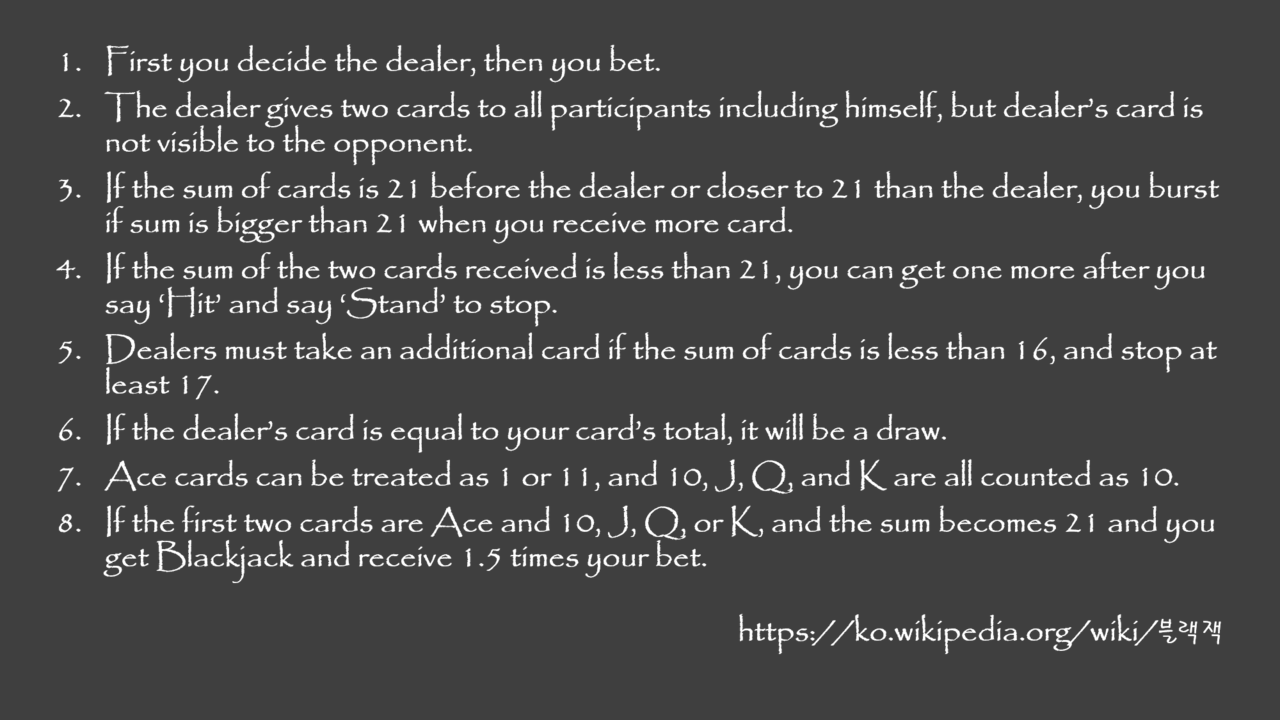 1. First you decide the dealer, then you bet.
2. The dealer gives two cards to all participants including himself, but dealer's card is
not visible to the opponent.
3. If the sum of cards is 21 before the dealer or closer to 21 than the dealer, you burst
if sum is bigger than 21 when you receive more card.
4. If the sum of the two cards received is less than 21, you can get one more after you
say ‘Hit’ and say ‘Stand’ to stop.
5. Dealers must take an additional card if the sum of cards is less than 16, and stop at
least 17.
6. If the dealer's card is equal to your card's total, it will be a draw.
7. Ace cards can be treated as 1 or 11, and 10, J, Q, and K are all counted as 10.
8. If the first two cards are Ace and 10, J, Q, or K, and the sum becomes 21 and you
get Blackjack and receive 1.5 times your bet.
https://ko.wikipedia.org/wiki/블랙잭